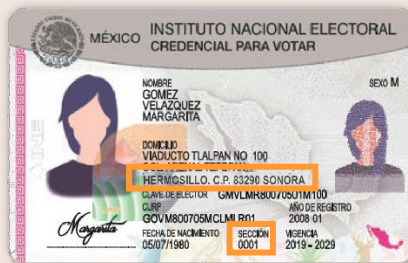 MÉXICO
INSTITUTO NACIONAL ELECTORAL
CREDENCIAL PARA VOTAR
NOMBRE
GOMEZ
VELAZQUEZ
MARGARITA
SEXO M
DOMICILIO
VIADUCTO TLALPAN NO 100
HERMOSILLO. C.P. 83290 SONORA
CLAVE DE ELECTOR GMVLMR80070501M100
CURP
GOVM800705MCLMLR01
AÑO DE REGISTRO
2008 01
FECHA DE NACIMIENTO
05/07/1980
SECCIÓN
0001
VIGENCIA
2019 - 2029
Margarita
INE